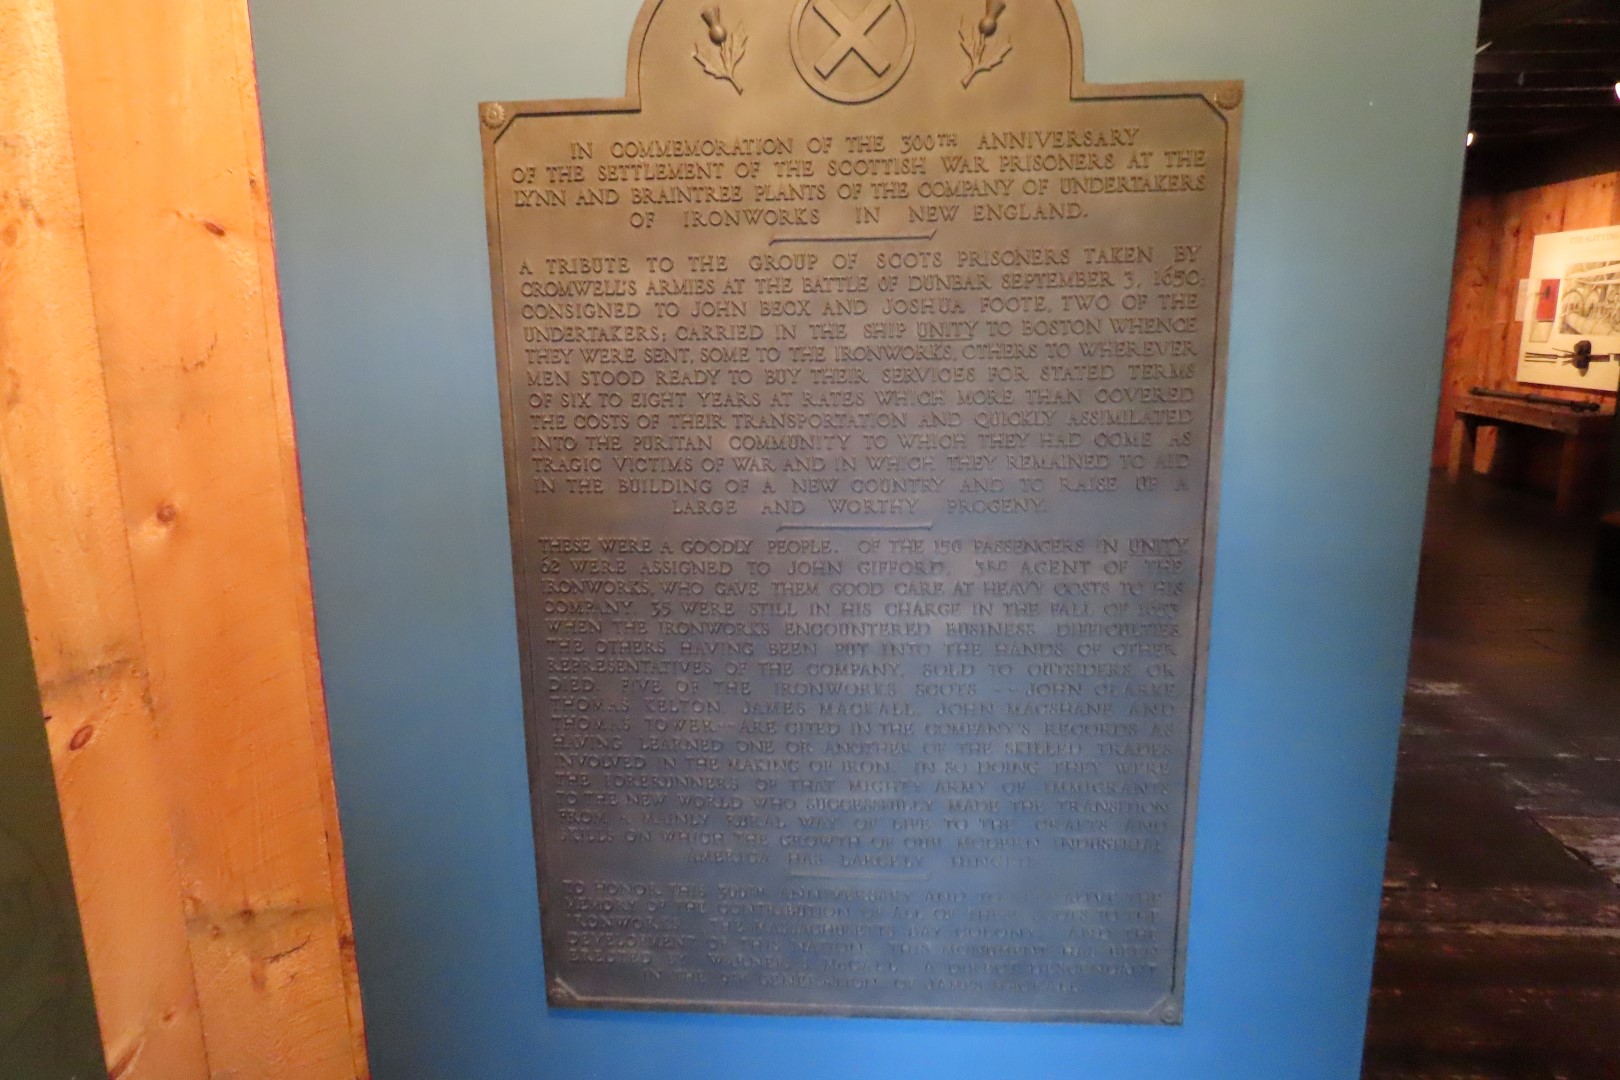 IN COMMEMORATION OF THE 300TH ANNIVERSARY
OF THE SETTLEMENT OF THE SCOTTISH WAR PRISONERS AT THE
LYNN AND BRAINTREE PLANTS OF THE COMPANY OF UNDERTAKERS
OF IRONWORKS IN NEW ENGLAND.
A TRIBUTE TO THE GROUP OF SCOTS PRISONERS TAKEN BY
CROMWELL'S ARMIES AT THE BATTLE OF DUNBAR SEPTEMBER 3, 1650;
CONSIGNED TO JOHN BECX AND JOSHUA FOOTE, TWO OF THE
UNDERTAKERS; CARRIED IN THE SHIP UNITY TO BOSTON WHENCE
THEY WERE SENT, SOME TO THE IRONWORKS, OTHERS TO WHEREVER
MEN STOOD READY TO BUY THEIR SERVICES FOR STATED TERMS
OF SIX TO EIGHT YEARS AT RATES WHICH MORE THAN COVERED
THE COSTS OF THEIR TRANSPORTATION AND QUICKLY ASSIMILATED
INTO THE PURITAN COMMUNITY TO WHICH THEY HAD COME AS
TRAGIC VICTIMS OF WAR AND IN WHICH THEY REMAINED TO AID
IN THE BUILDING OF A NEW COUNTRY AND TO RAISE UP A
LARGE AND WORTHY PROGENY.
THESE WERE A GOODLY PEOPLE. OF THE 150 PASSENGERS IN UNITY,
62 WERE ASSIGNED TO JOHN GIFFORD, 3RD AGENT OF THE
IRONWORKS, WHO GAVE THEM GOOD CARE AT HEAVY COSTS TO HIS
COMPANY. 35 WERE STILL IN HIS CHARGE IN THE FALL OF 1653
WHEN THE IRONWORKS ENCOUNTERED BUSINESS DIFFICULTIES
THE OTHERS HAVING BEEN PUT INTO THE HANDS OF OTHER
REPRESENTATIVES OF THE COMPANY, SOLD TO OUTSIDERS OR
DIED. FIVE OF THE IRONWORKS SCOTS -- JOHN CLARKE,
THOMAS KELTON, JAMES MACKALL, JOHN MACSHANE AND
THOMAS TOWER -- ARE CITED IN THE COMPANY'S RECORDS AS
HAVING LEARNED ONE OR ANOTHER OF THE SKILLED TRADES
INVOLVED IN THE MAKING OF IRON. IN SO DOING THEY WERE
THE FORERUNNERS OF THAT MIGHTY ARMY OF IMMIGRANTS
TO THE NEW WORLD WHO SUCCESSFULLY MADE THE TRANSITION
FROM A MAINLY RURAL WAY OF LIFE TO THE CRAFTS AND
SKILLS ON WHICH THE GROWTH OF OUR MODERN INDUSTRIAL
AMERICA HAS LARGELY HINGED.
TO HONOR THIS 300TH ANNIVERSARY AND TO ALIVE THE
MEMORY OF THE CONTRIBUTION OF ALL OF THESE SCOTS TO THE
IRONWORKS, THE MASSACHUSETTS BAY COLONY, AND THE
DEVELOPMENT OF THIS NATION, THIS MONUMENT HAS BEEN
ERECTED BY A DIRECT DESCENDANT
IN THE GENERATION OF JAMES MACKALL